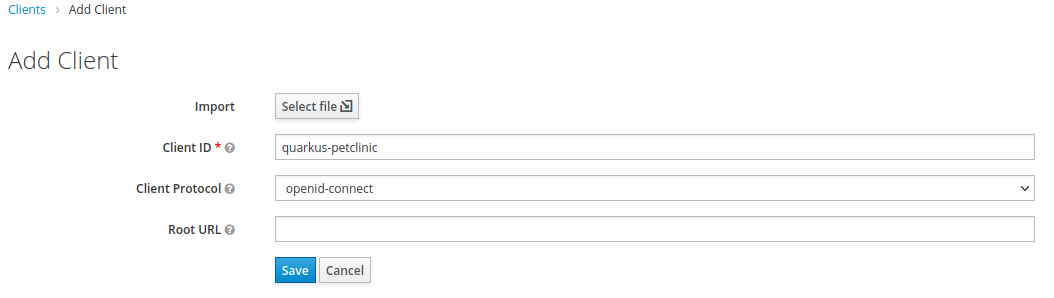 Clients › Add Client
Add Client
Import Select file
Client ID * quarkus-petclinic
Client Protocol openid-connect
Root URL
Save Cancel